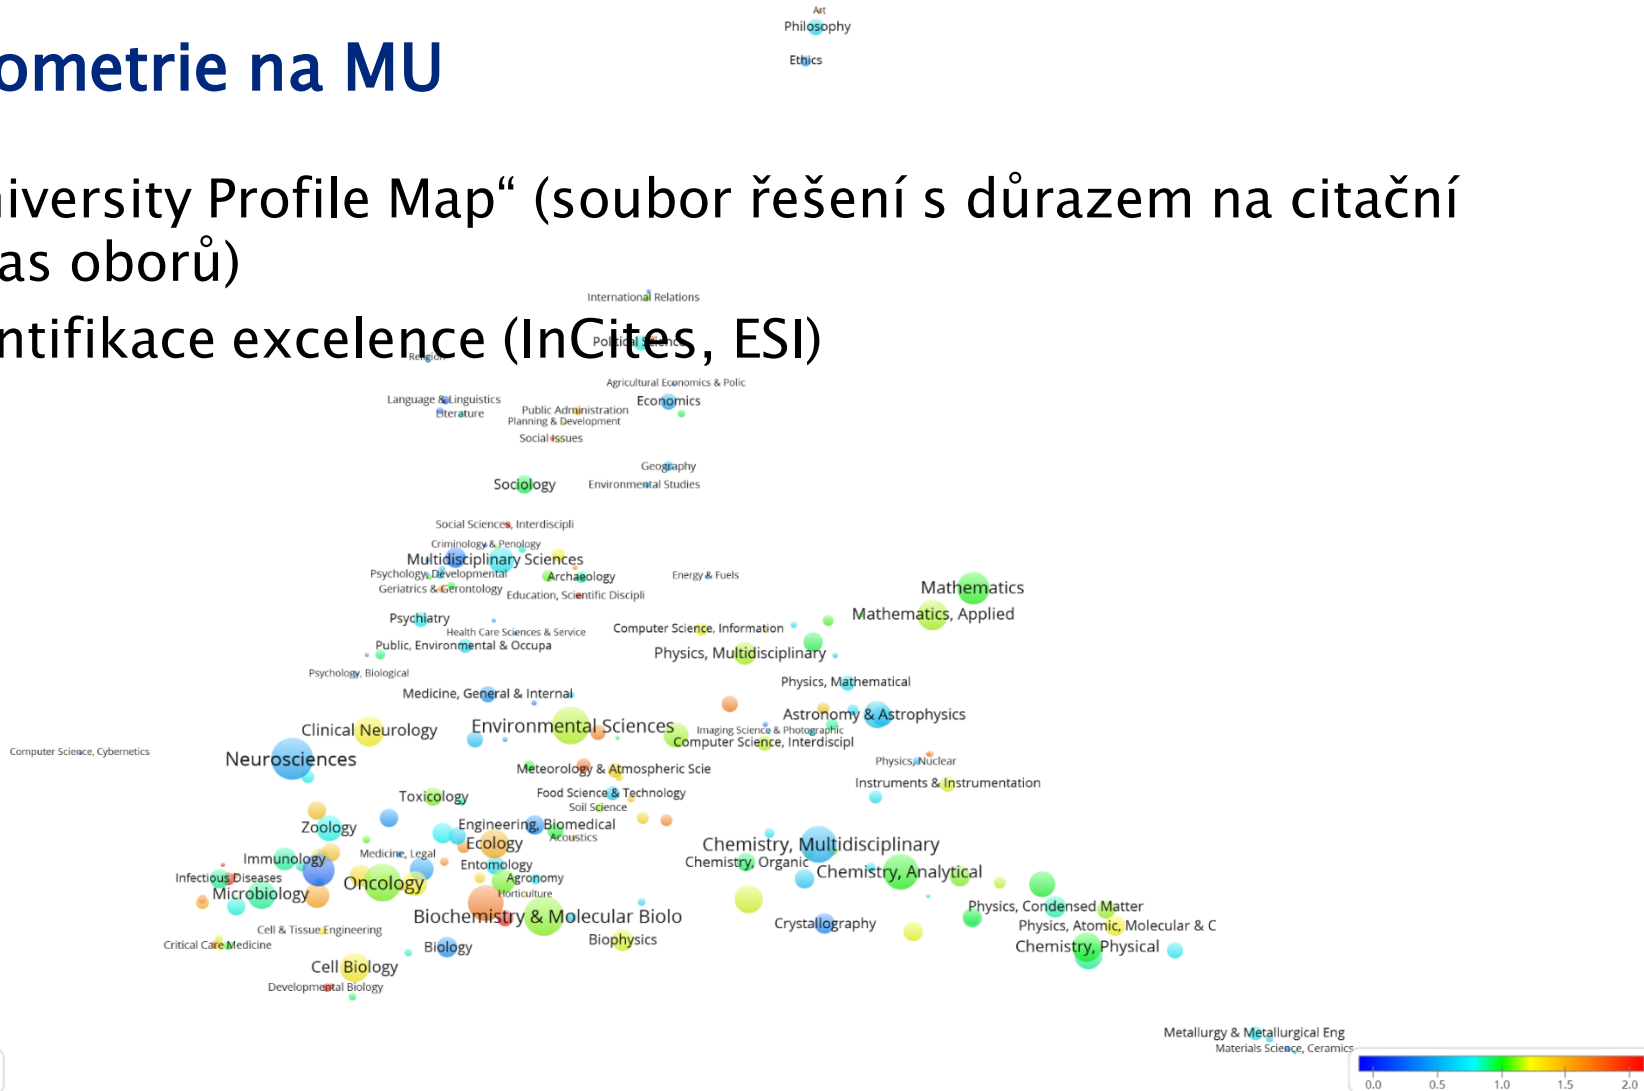 Art
Philosophy
ometrie na MU
Ethics
niversity Profile Map“ (soubor řešení s důrazem na citační
as oborů)
International Relations
ntifikace excelence (InCites, ESI)
Political Science
Religion
Agricultural Economics & Polic
Language & Linguistics
Economics
Literature
Public Administration
Planning & Development
Social Issues
Geography
Sociology
Environmental Studies
Social Sciences, Interdiscipli
Criminology & Penology
Multidisciplinary Sciences
Psychology, Developmental
Archaeology
Energy & Fuels
Geriatrics & Gerontology
Education, Scientific Discipli
Mathematics
Mathematics, Applied
Psychiatry
Health Care Sciences & Service
Computer Science, Information
Public, Environmental & Occupa
Physics, Multidisciplinary
Psychology, Biological
Physics, Mathematical
Medicine, General & Internal
Astronomy & Astrophysics
Clinical Neurology
Environmental Sciences
Imaging Science & Photographic
Computer Science, Interdiscipl
Computer Science, Cybernetics
Neurosciences
Physics, Nuclear
Meteorology & Atmospheric Scie
Instruments & Instrumentation
Toxicology
Food Science & Technology
Soil Science
Zoology
Engineering, Biomedical
Acoustics
Ecology
Chemistry, Multidisciplinary
Immunology
Medicine, Legal
Entomology
Chemistry, Organic
Chemistry, Analytical
Infectious Diseases
Oncology
Agronomy
Microbiology
Horticulture
Physics, Condensed Matter
Biochemistry & Molecular Biolo
Crystallography
Physics, Atomic, Molecular & C
Cell & Tissue Engineering
Critical Care Medicine
Biology
Biophysics
Chemistry, Physical
Cell Biology
Developmental Biology
Metallurgy & Metallurgical Eng
Materials Science, Ceramics
0.0 0.5 1.0 1.5 2.0